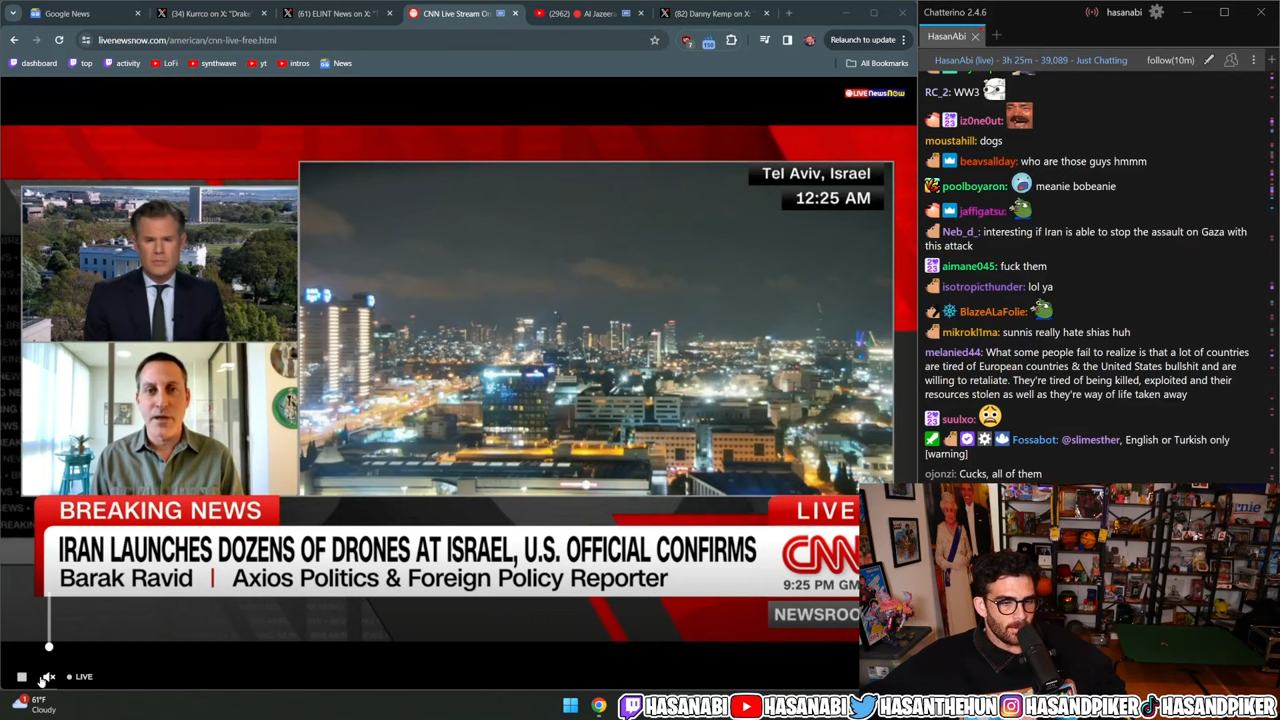 Google News
(34) Kurrco on X: "Drake'
(61) ELINT News on X: "
CNN Live Stream On
(2962) Al Jazeera
(82) Danny Kemp on X: "
livenewsnow.com/american/cnn-live-free.html
7
150
Relaunch to update
dashboard
top
activity
LoFi
synthwave
yt
intros
News
All Bookmarks
LIVE NewsNow
Tel Aviv, Israel
12:25 AM
BREAKING NEWS
LIVE
IRAN LAUNCHES DOZENS OF DRONES AT ISRAEL, U.S. OFFICIAL CONFIRMS
Barak Ravid | Axios Politics & Foreign Policy Reporter
CNN
9:25 PM GM
NEWSROO
LIVE
1
61°F
Cloudy
Chatterino 2.4.6
hasanabi
HasanAbi
HasanAbi (live) - 3h 25m - 39,089 - Just Chatting
follow(10m)
RC_2: WW3
iz0ne0ut:
moustahill: dogs
beavsallday: who are those guys hmmm
poolboyaron: meanie bobeanie
jaffigatsu:
Neb_d_: interesting if Iran is able to stop the assault on Gaza with
this attack
aimane045: fuck them
isotropicthunder: lol ya
BlazeALaFolie:
mikrokl1ma: sunnis really hate shias huh
melanied44: What some people fail to realize is that a lot of countries
are tired of European countries & the United States bullshit and are
willing to retaliate. They're tired of being killed, exploited and their
resources stolen as well as they're way of life taken away
suulxo:
Fossabot: @slimesther, English or Turkish only
[warning]
ojonzi: Cucks, all of them
HASANABI
HASANABI
HASANTHEHUN
HASANDPIKER
HASANDPIKER